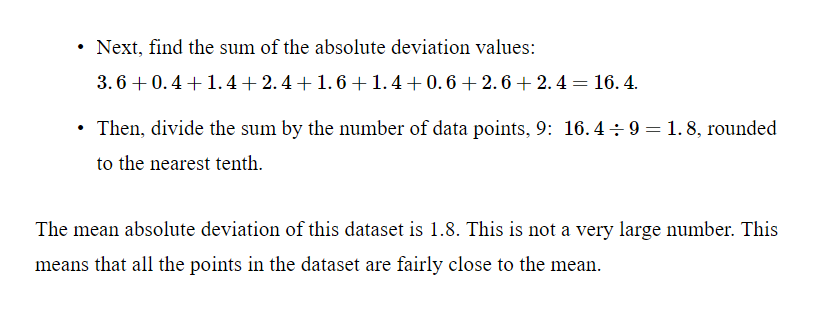 • Next, find the sum of the absolute deviation values:
3.6 + 0.4 + 1.4 + 2.4 + 1.6 + 1.4 + 0.6 + 2.6 + 2.4 = 16.4.
• Then, divide the sum by the number of data points, 9: 16.4 ÷ 9 = 1.8, rounded
to the nearest tenth.
The mean absolute deviation of this dataset is 1.8. This is not a very large number. This
means that all the points in the dataset are fairly close to the mean.